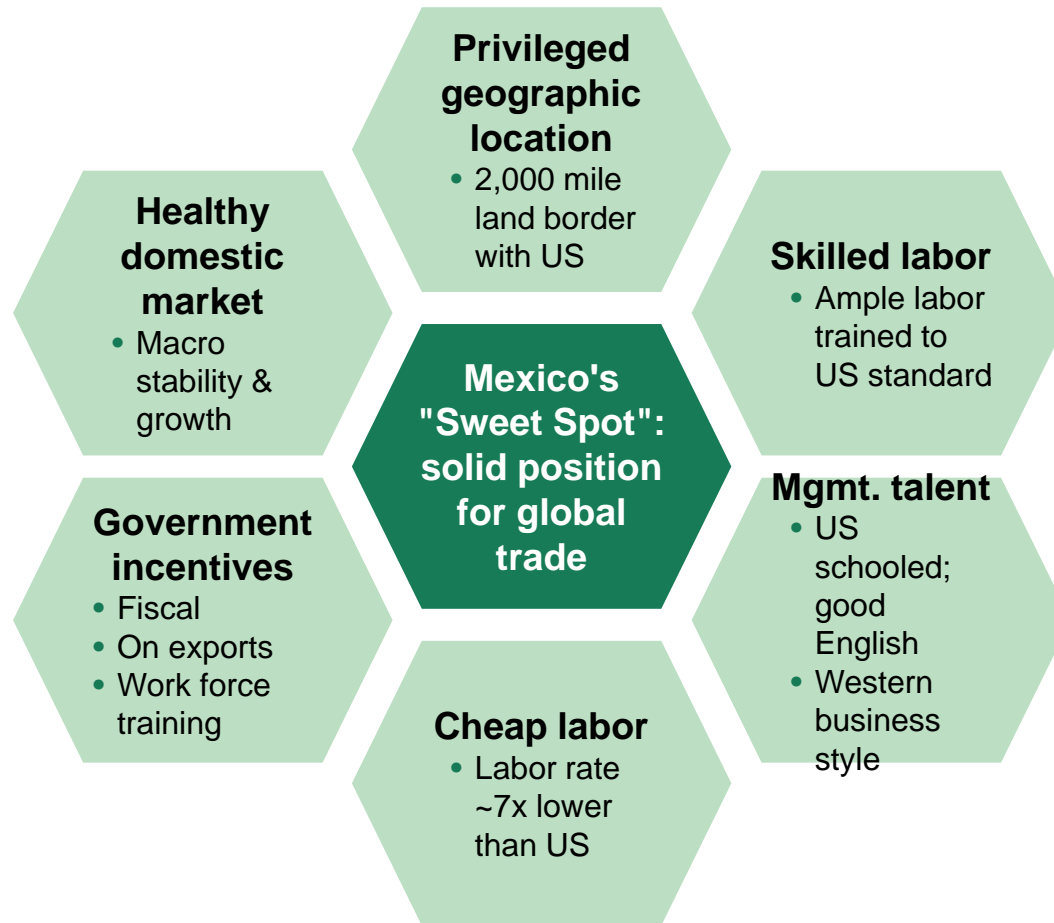 Privileged
geographic
location
• 2,000 mile
land border
with US
Healthy
domestic
market
• Macro
stability &
growth
Skilled labor
• Ample labor
trained to
US standard
Mexico's
"Sweet Spot":
solid position
for global
trade
Government
incentives
• Fiscal
• On exports
• Work force
training
Mgmt. talent
• US
schooled;
good
English
• Western
business
style
Cheap labor
• Labor rate
~7x lower
than US